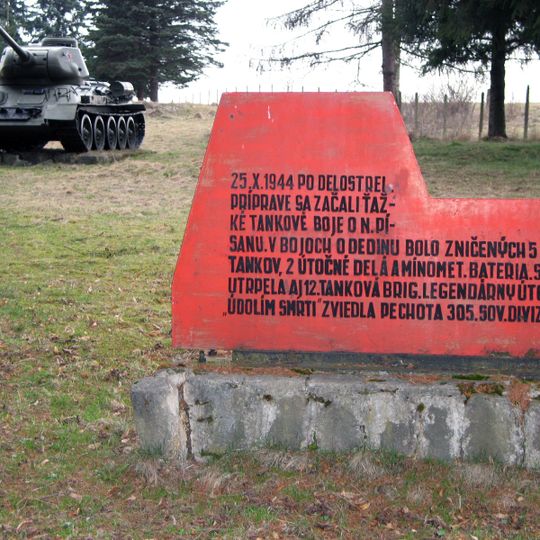 25.X.1944 PO DELOSTREL.
PRÍPRAVE SA ZAČALI ŤAŽ-
KÉ TANKOVÉ BOJE O N.PÍ-
SANU. V BOJOCH O DEDINU BOLO ZNIČENÝCH 5
TANKOV, 2 ÚTOČNÉ DELÁ A MÍNOMET. BATERIA. S
UTRPELA AJ 12. TANKOVÁ BRIG. LEGENDÁRNY ÚTO
„ÚDOLÍM SMRTI" ZVIEDLA PECHOTA 305. SOV. DIVIZ